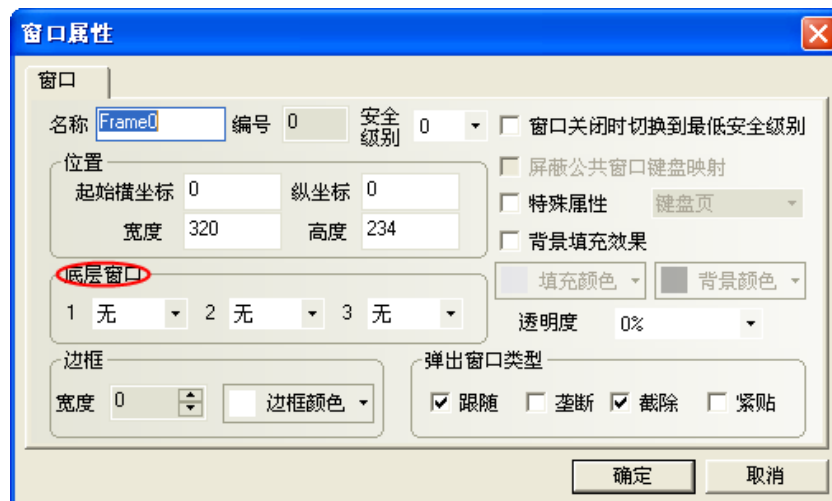 窗口属性
窗口
名称 Frame0 编号 0 安全级别 0 窗口关闭时切换到最低安全级别
位置 屏蔽公共窗口键盘映射
起始横坐标 0 纵坐标 0 特殊属性 键盘页
宽度 320 高度 234 背景填充效果
底层窗口 填充颜色 背景颜色
1 无 2 无 3 无 透明度 0%
边框 弹出窗口类型
宽度 0 边框颜色 跟随 垄断 截除 紧贴
确定 取消